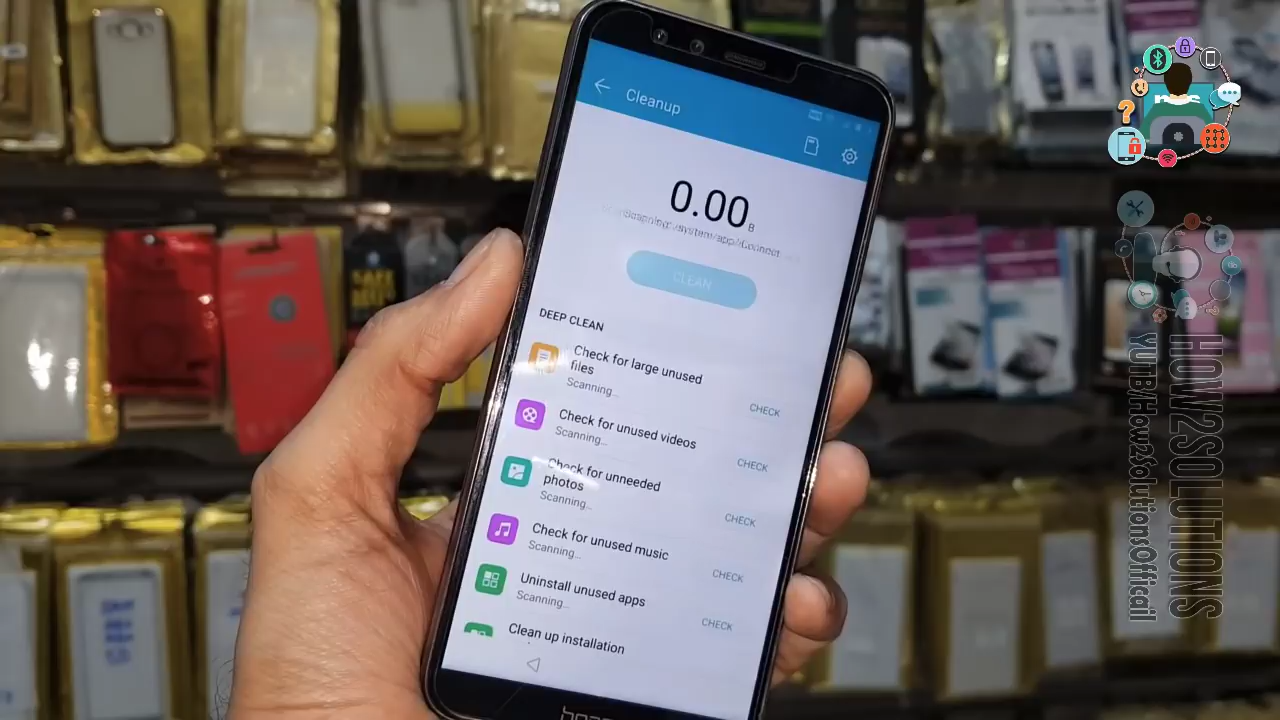 Cleanup
0.00 B
CLEAN
DEEP CLEAN
Check for large unused
files
Scanning...
CHECK
Check for unused videos
Scanning...
CHECK
Check for unneeded
photos
Scanning...
CHECK
Check for unused music
Scanning...
CHECK
Uninstall unused apps
Scanning...
CHECK
Clean up installation
HOW2SOLUTIONS
YUTB/How2SolutionsOfficail